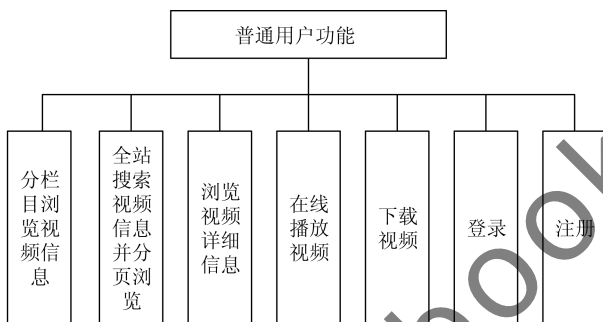 普通用户功能
分栏
目浏
览视
频信
息
全站
搜索
视频
信息
并分
页浏
览
浏览
视频
详细
信息
在线
播放
视频
下载
视频
登录
注册
book